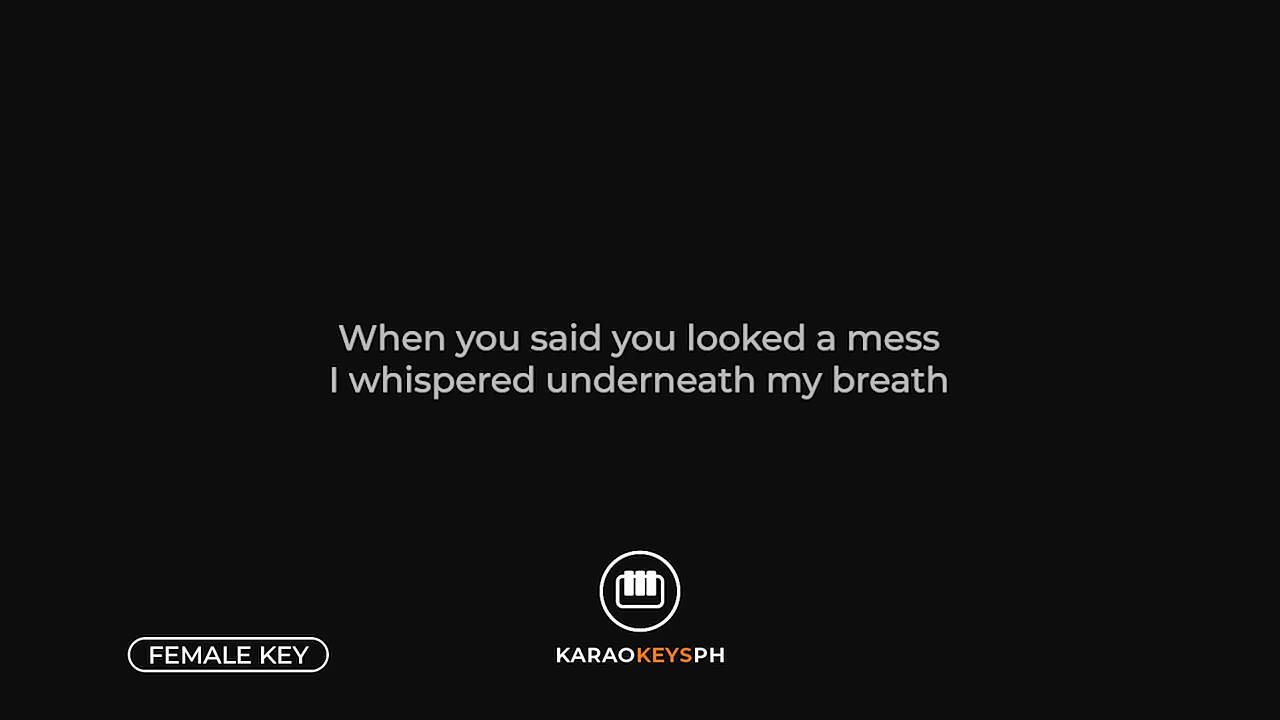 When you said you looked a mess
I whispered underneath my breath
FEMALE KEY
KARAOKEYSPH